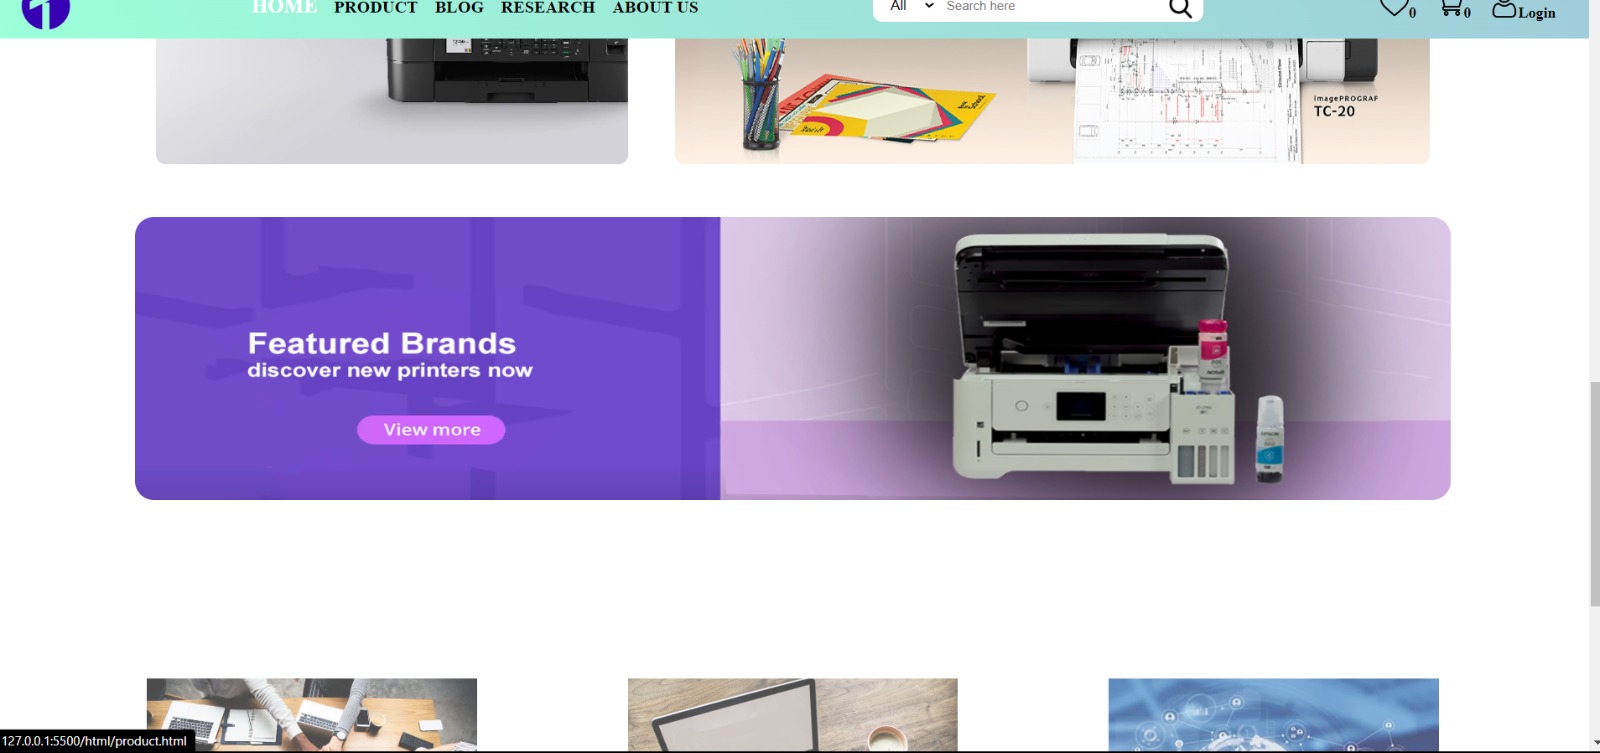 HOME PRODUCT BLOG RESEARCH ABOUT US All Search here 0 0 Login
imagePROGRAF
TC-20
Featured Brands
discover new printers now
View more
EPSON
127.0.0.1:5500/html/product.html